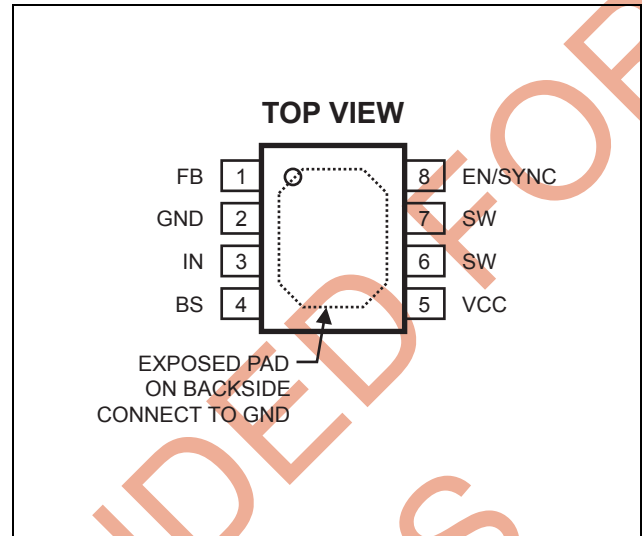 TOP VIEW
FB 1 8 EN/SYNC
GND 2 7 SW
IN 3 6 SW
BS 4 5 VCC
EXPOSED PAD
ON BACKSIDE
CONNECT TO GND